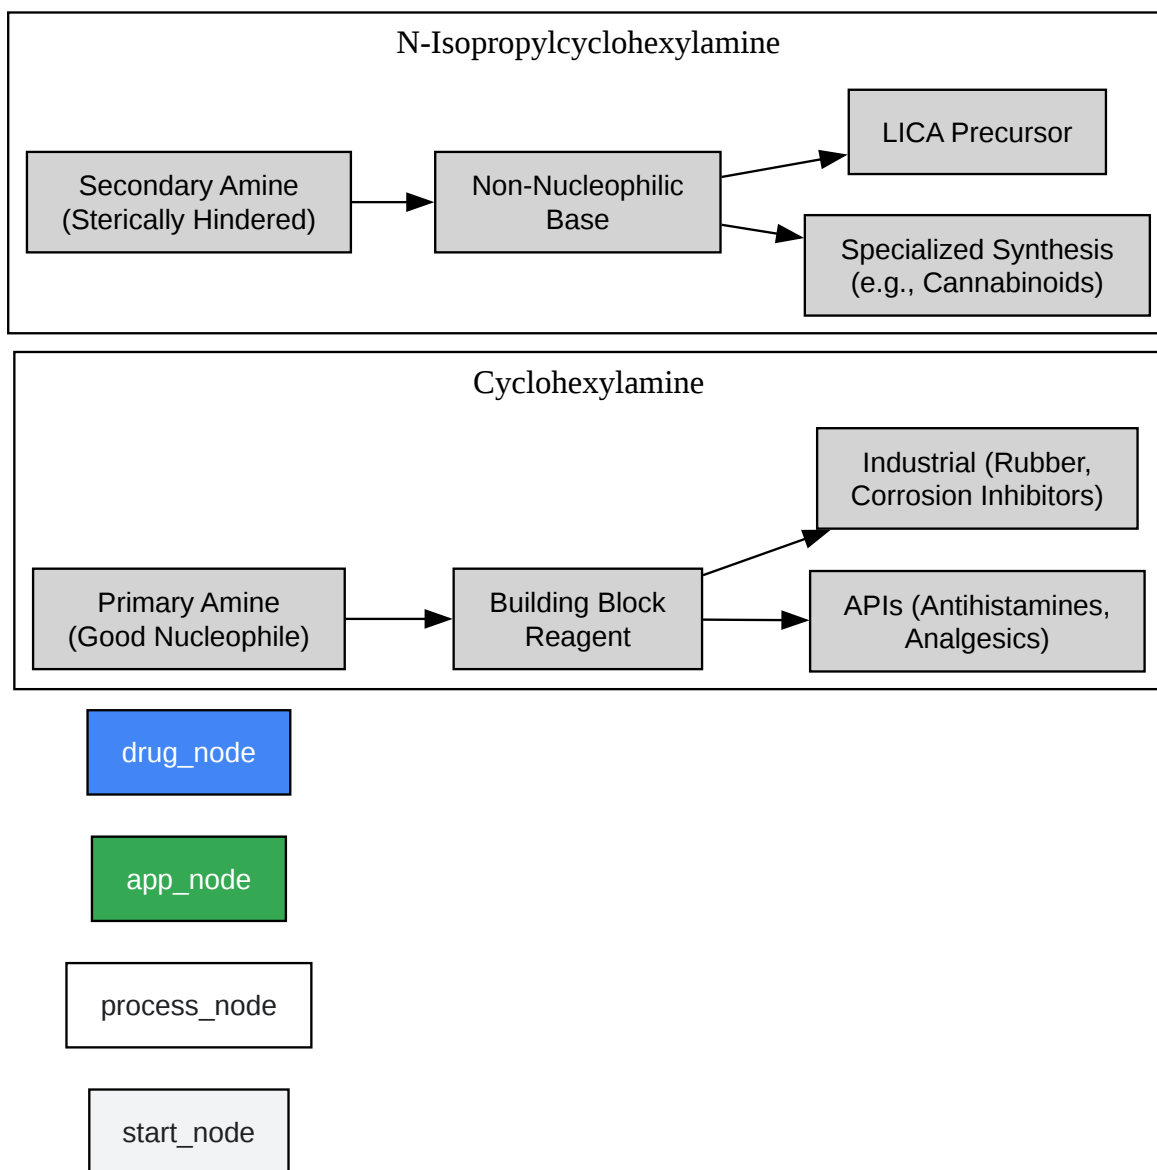 N-Isopropylcyclohexylamine
Secondary Amine
(Sterically Hindered)
Non-Nucleophilic
Base
LICA Precursor
Specialized Synthesis
(e.g., Cannabinoids)
Cyclohexylamine
Primary Amine
(Good Nucleophile)
Building Block
Reagent
Industrial (Rubber,
Corrosion Inhibitors)
APIs (Antihistamines,
Analgesics)
drug_node
app_node
process_node
start_node